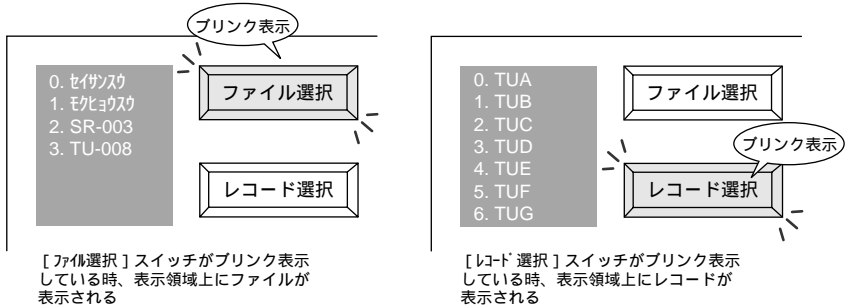 ブリンク表示
0. ｾｲｻﾝｽｳ
1. ﾓｸﾋｮｳｽｳ
2. SR-003
3. TU-008
ファイル選択
レコード選択
[ ﾌｧｲﾙ選択 ] スイッチがブリンク表示
している時、表示領域上にファイルが
表示される
0. TUA
1. TUB
2. TUC
3. TUD
4. TUE
5. TUF
6. TUG
ファイル選択
ブリンク表示
レコード選択
[ ﾚｺｰﾄﾞ選択 ] スイッチがブリンク表示
している時、表示領域上にレコードが
表示される